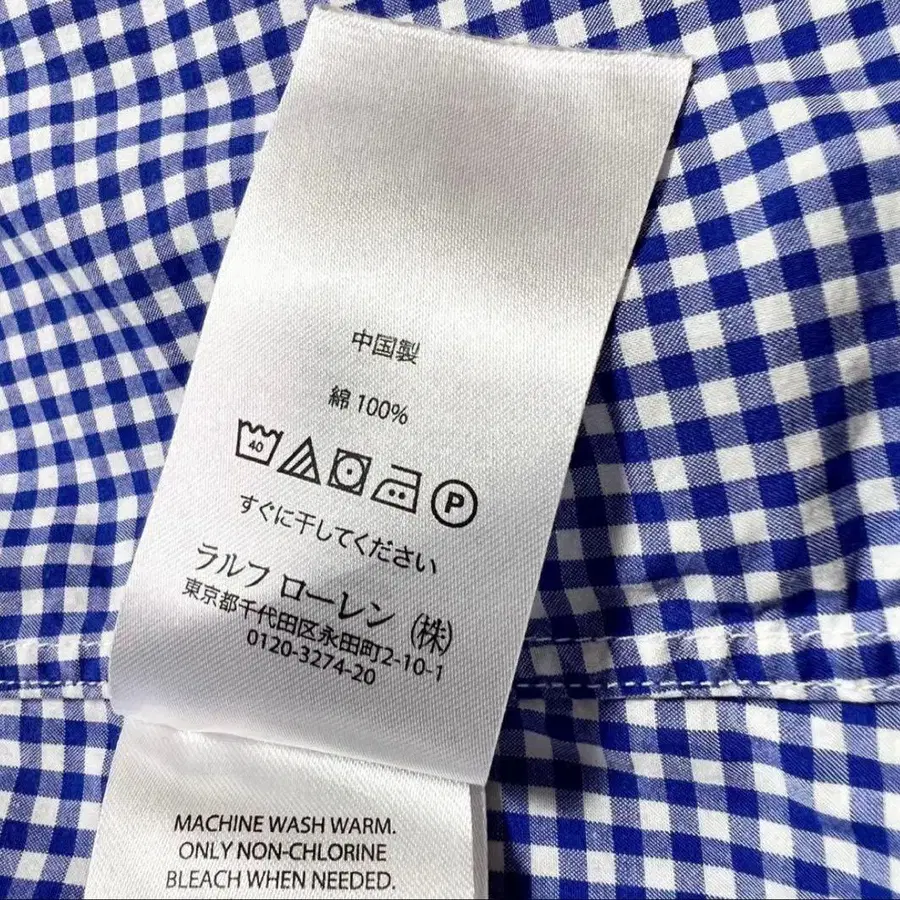 中国製
綿 100%
40
P
すぐに干してください
ラルフ ローレン (株)
東京都千代田区永田町2-10-1
0120-3274-20
MACHINE WASH WARM.
ONLY NON-CHLORINE
BLEACH WHEN NEEDED.